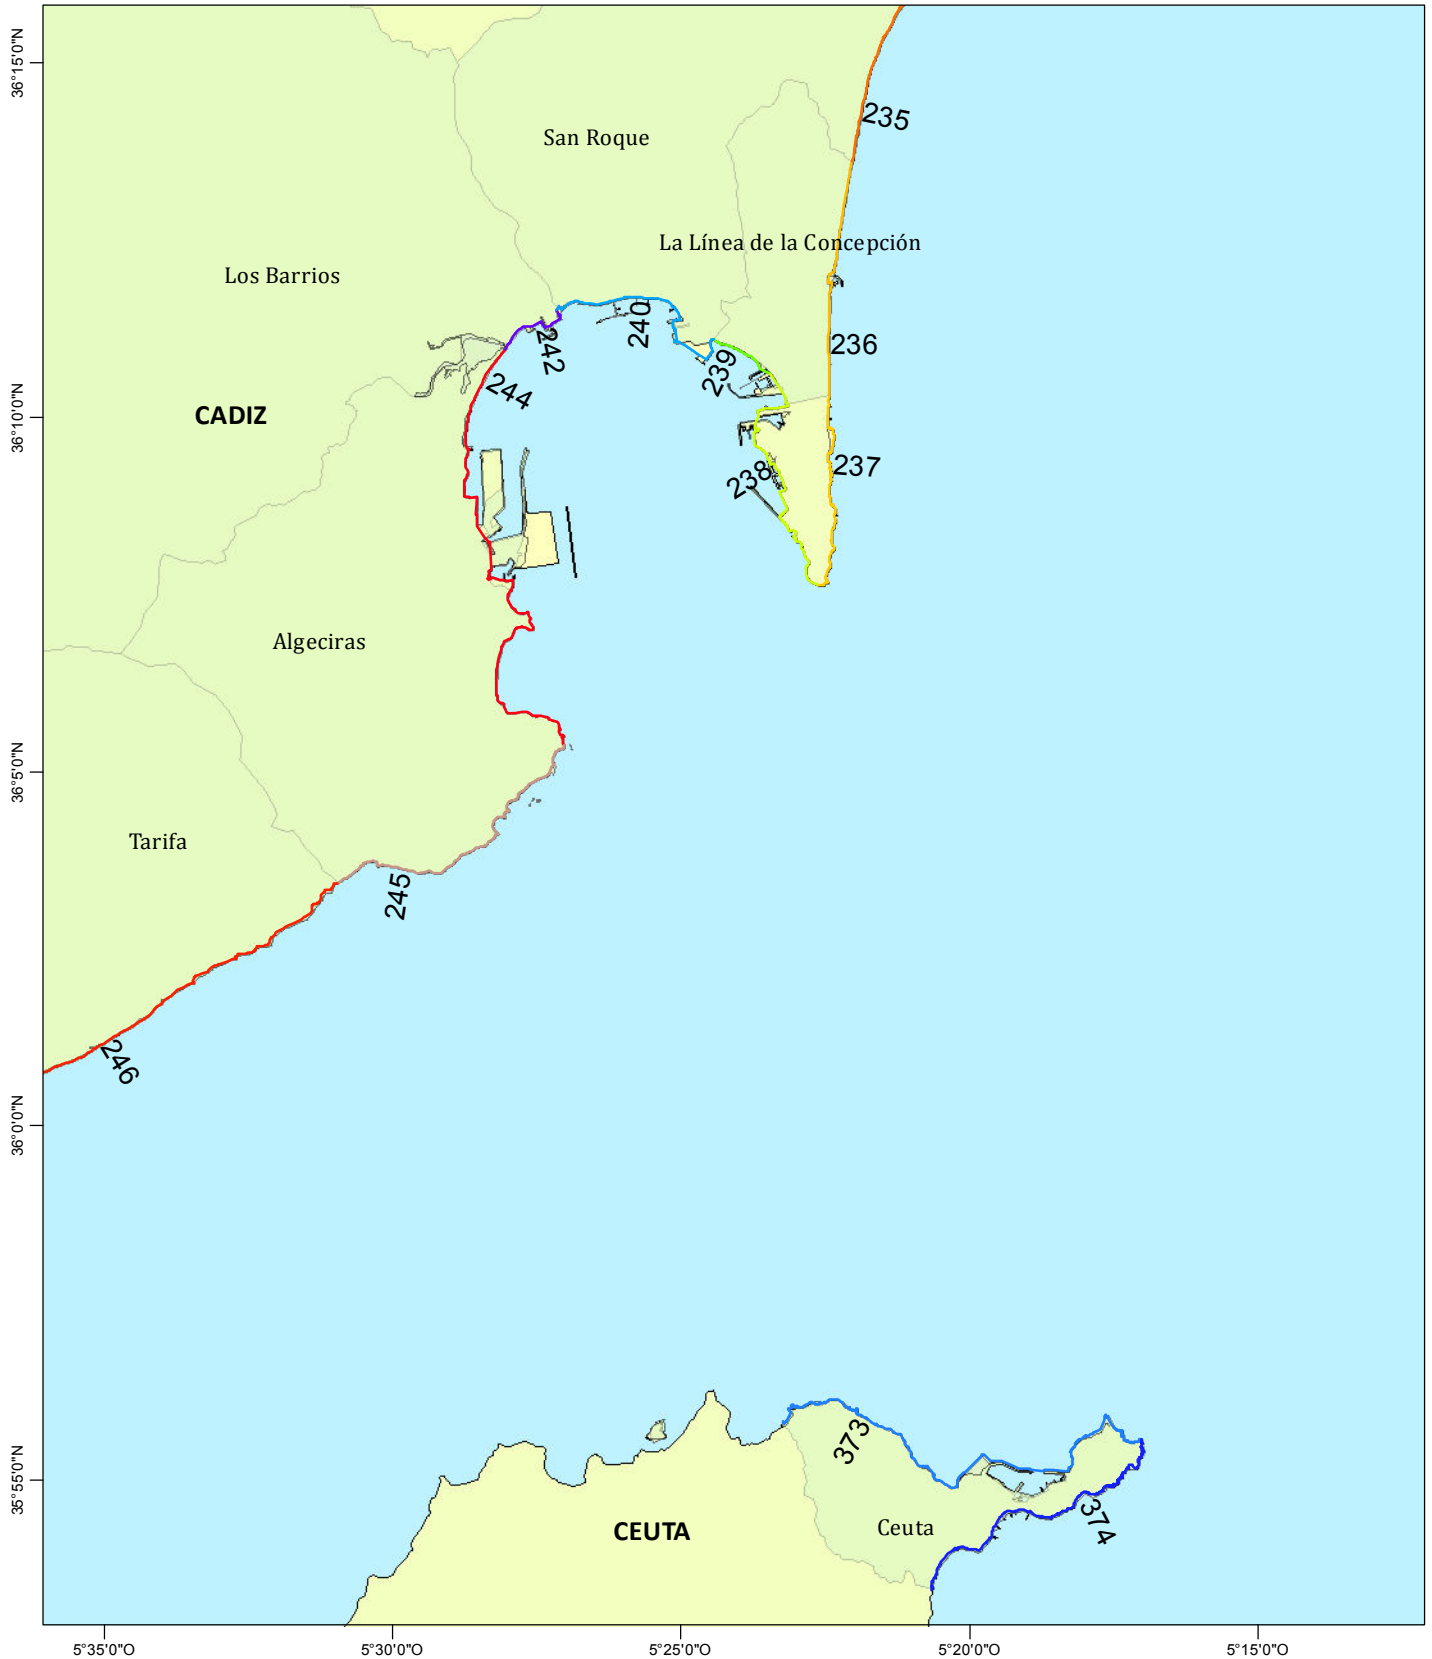 36°15'0"N
235
San Roque
La Línea de la Concepción
Los Barrios
240
242
236
239
244
36°10'0"N
CADIZ
237
238
Algeciras
36°5'0"N
Tarifa
245
246
36°0'0"N
373
35°55'0"N
374
Ceuta
CEUTA
5°35'0"O
5°30'0"O
5°25'0"O
5°20'0"O
5°15'0"O